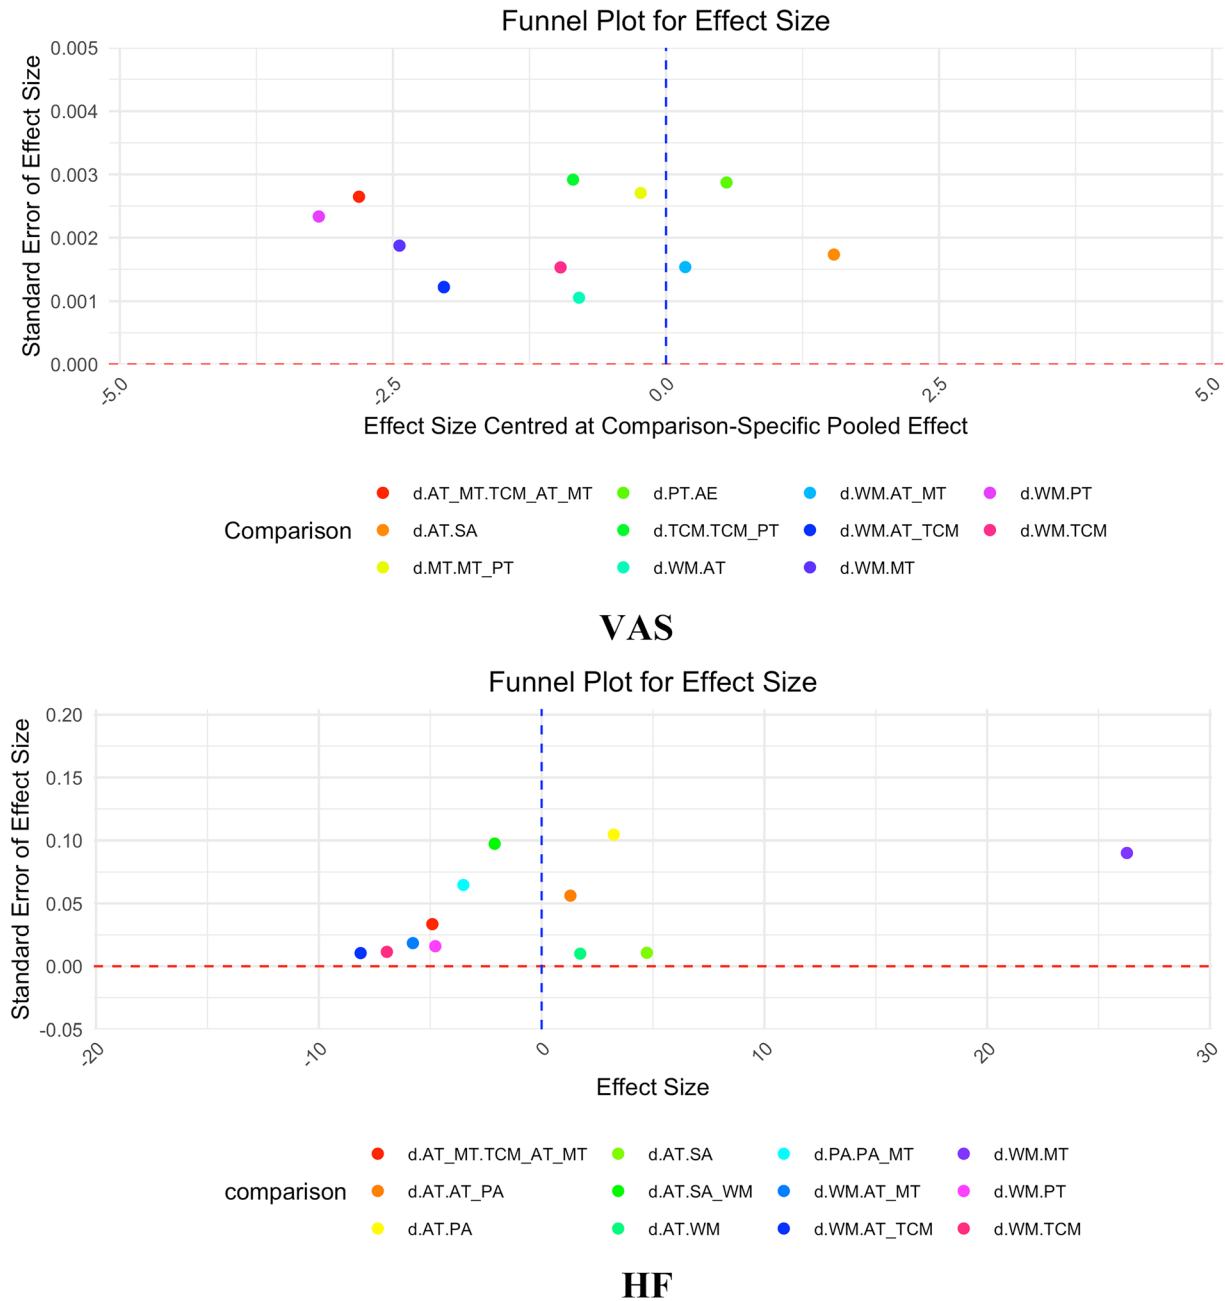 Funnel Plot for Effect Size
Standard Error of Effect Size
0.005
0.004
0.003
0.002
0.001
0.000
-5.0 -2.5 0.0 2.5 5.0
Effect Size Centred at Comparison-Specific Pooled Effect
Comparison
d.AT_MT.TCM_AT_MT d.PT.AE d.WM.AT_MT d.WM.PT
d.AT.SA d.TCM.TCM_PT d.WM.AT_TCM d.WM.TCM
d.MT.MT_PT d.WM.AT d.WM.MT
VAS
Funnel Plot for Effect Size
Standard Error of Effect Size
0.20
0.15
0.10
0.05
0.00
-0.05
-20 -10 0 10 20 30
Effect Size
comparison
d.AT_MT.TCM_AT_MT d.AT.SA d.PA.PA_MT d.WM.MT
d.AT.AT_PA d.AT.SA_WM d.WM.AT_MT d.WM.PT
d.AT.PA d.AT.WM d.WM.AT_TCM d.WM.TCM
HF